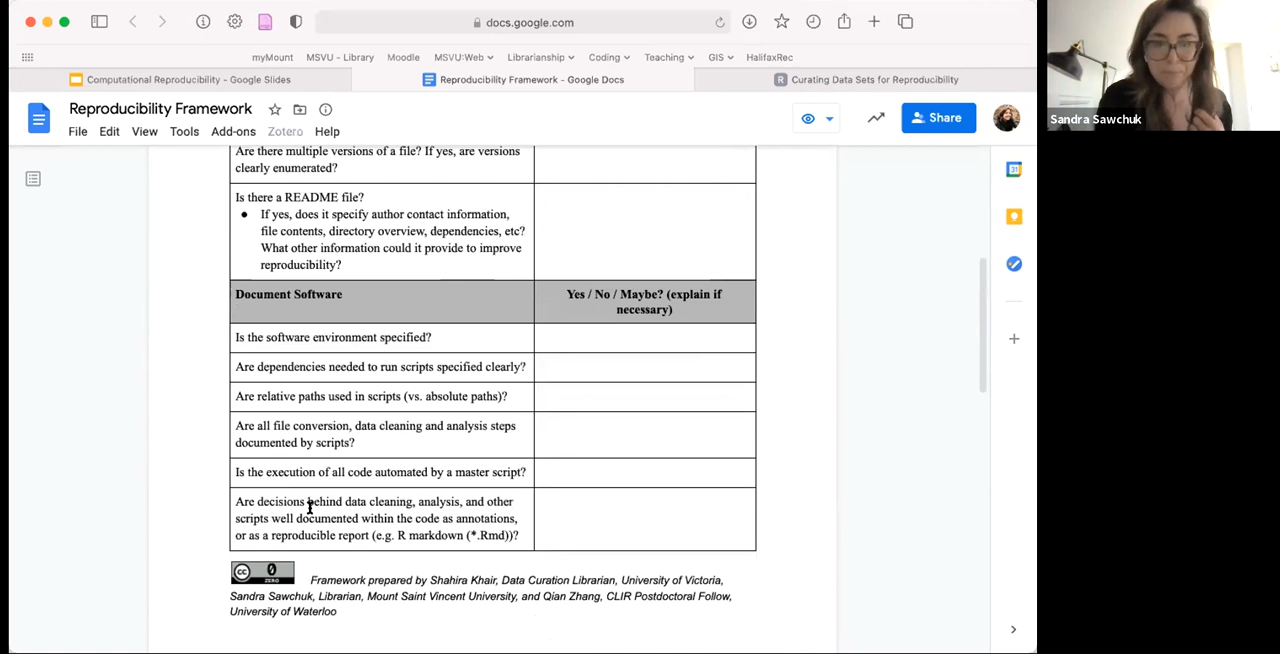 docs.google.com
myMount MSVU - Library Moodle MSVU:Web Librarianship Coding Teaching GIS HalifaxRec
Computational Reproducibility - Google Slides
Reproducibility Framework - Google Docs
R Curating Data Sets for Reproducibility
Reproducibility Framework
File Edit View Tools Add-ons Zotero Help
Share
Sandra Sawchuk
31
Are there multiple versions of a file? If yes, are versions
clearly enumerated?
Is there a README file?
● If yes, does it specify author contact information,
file contents, directory overview, dependencies, etc?
What other information could it provide to improve
reproducibility?
Document Software
Yes / No / Maybe? (explain if
necessary)
Is the software environment specified?
Are dependencies needed to run scripts specified clearly?
Are relative paths used in scripts (vs. absolute paths)?
Are all file conversion, data cleaning and analysis steps
documented by scripts?
Is the execution of all code automated by a master script?
Are decisions behind data cleaning, analysis, and other
scripts well documented within the code as annotations,
or as a reproducible report (e.g. R markdown (*.Rmd))?
cc 0
ZERO
Framework prepared by Shahira Khair, Data Curation Librarian, University of Victoria,
Sandra Sawchuk, Librarian, Mount Saint Vincent University, and Qian Zhang, CLIR Postdoctoral Follow,
University of Waterloo